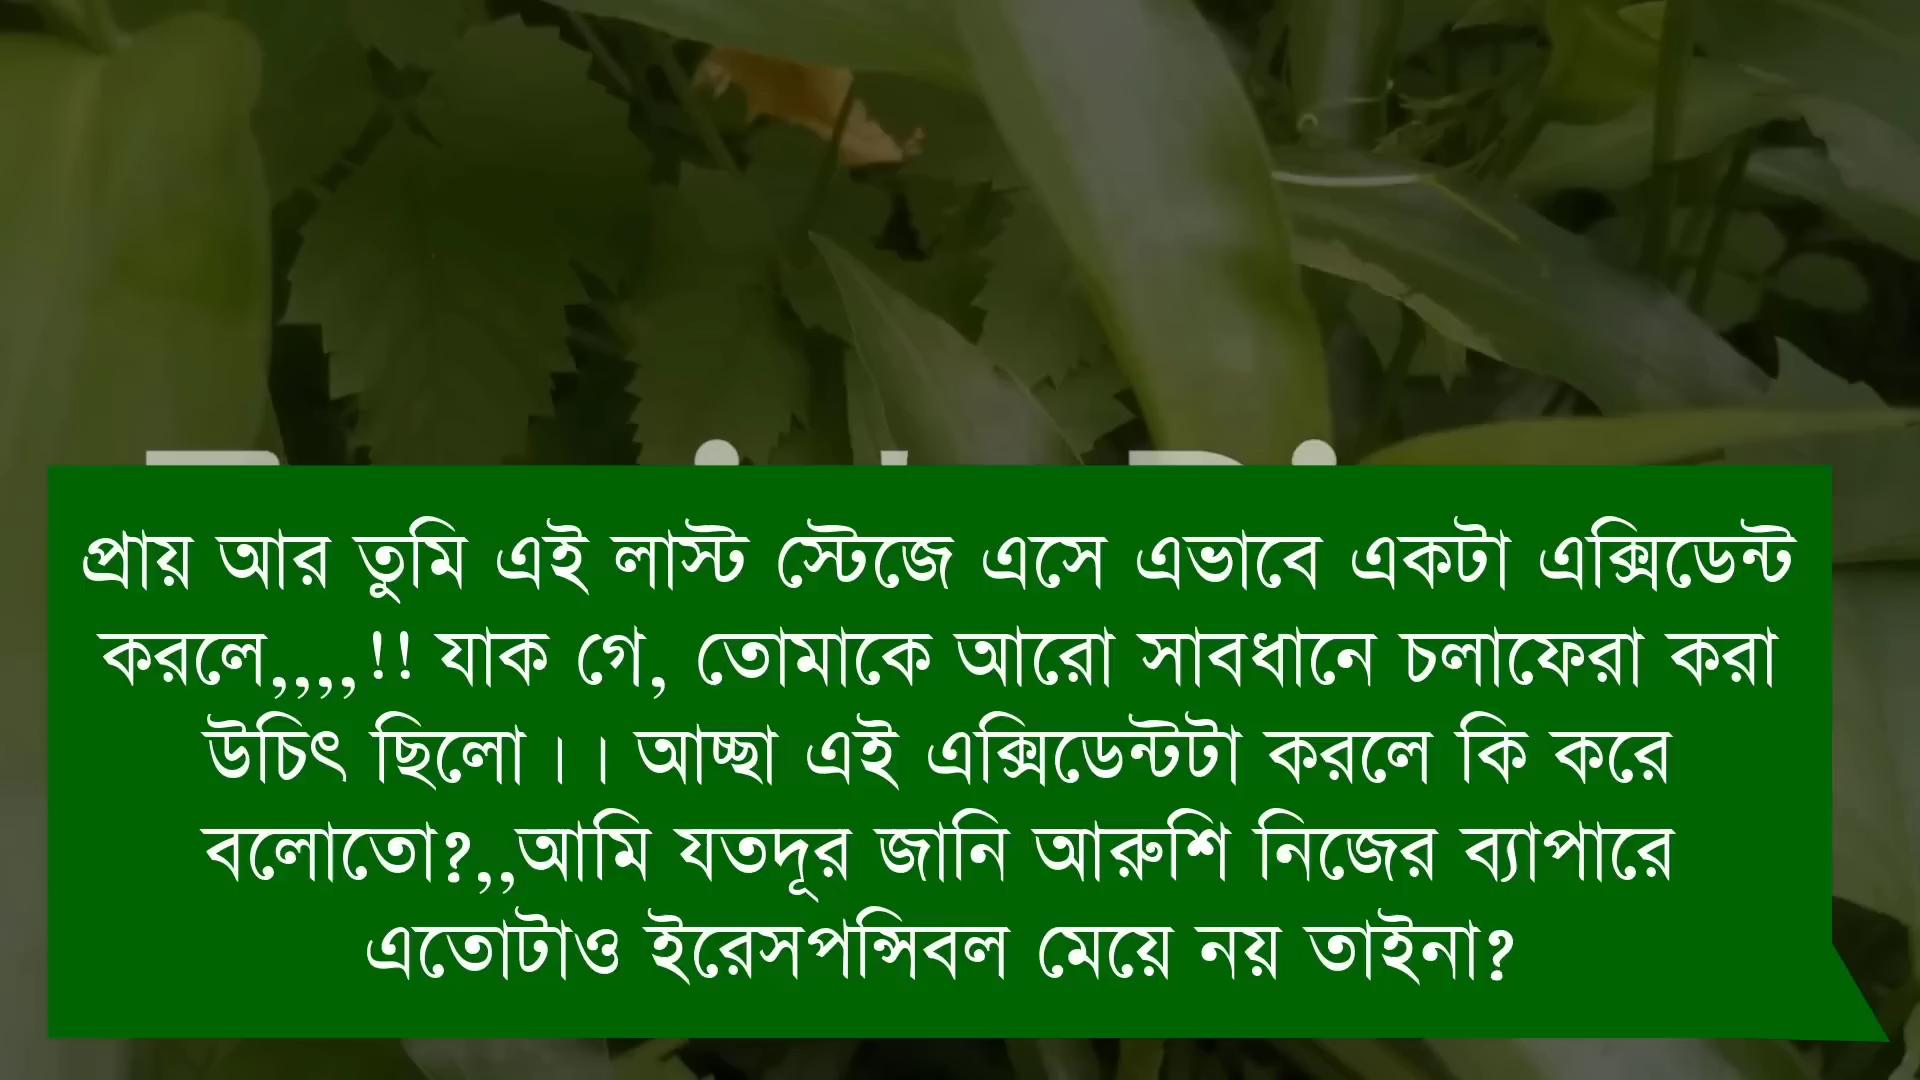 প্রায় আর তুমি এই লাস্ট স্টেজে এসে এভাবে একটা এক্সিডেন্ট
করলে,,,,!! যাক গে, তোমাকে আরো সাবধানে চলাফেরা করা
উচিৎ ছিলো।। আচ্ছা এই এক্সিডেন্টটা করলে কি করে
বলোতো?,,আমি যতদূর জানি আরুশি নিজের ব্যাপারে
এতোটাও ইরেসপন্সিবল মেয়ে নয় তাইনা?